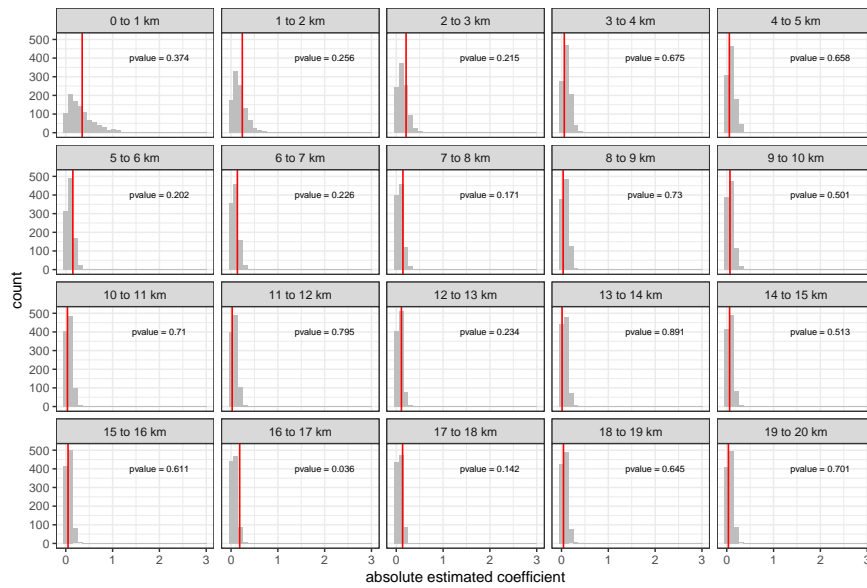 0 to 1 km
1 to 2 km
2 to 3 km
3 to 4 km
4 to 5 km
500
400
300
200
100
0
pvalue = 0.374
pvalue = 0.256
pvalue = 0.215
pvalue = 0.675
pvalue = 0.658
5 to 6 km
6 to 7 km
7 to 8 km
8 to 9 km
9 to 10 km
500
400
300
200
100
0
pvalue = 0.202
pvalue = 0.226
pvalue = 0.171
pvalue = 0.73
pvalue = 0.501
count
10 to 11 km
11 to 12 km
12 to 13 km
13 to 14 km
14 to 15 km
500
400
300
200
100
0
pvalue = 0.71
pvalue = 0.795
pvalue = 0.234
pvalue = 0.891
pvalue = 0.513
15 to 16 km
16 to 17 km
17 to 18 km
18 to 19 km
19 to 20 km
500
400
300
200
100
0
pvalue = 0.611
pvalue = 0.036
pvalue = 0.142
pvalue = 0.645
pvalue = 0.701
0 1 2 3
0 1 2 3
0 1 2 3
0 1 2 3
0 1 2 3
absolute estimated coefficient